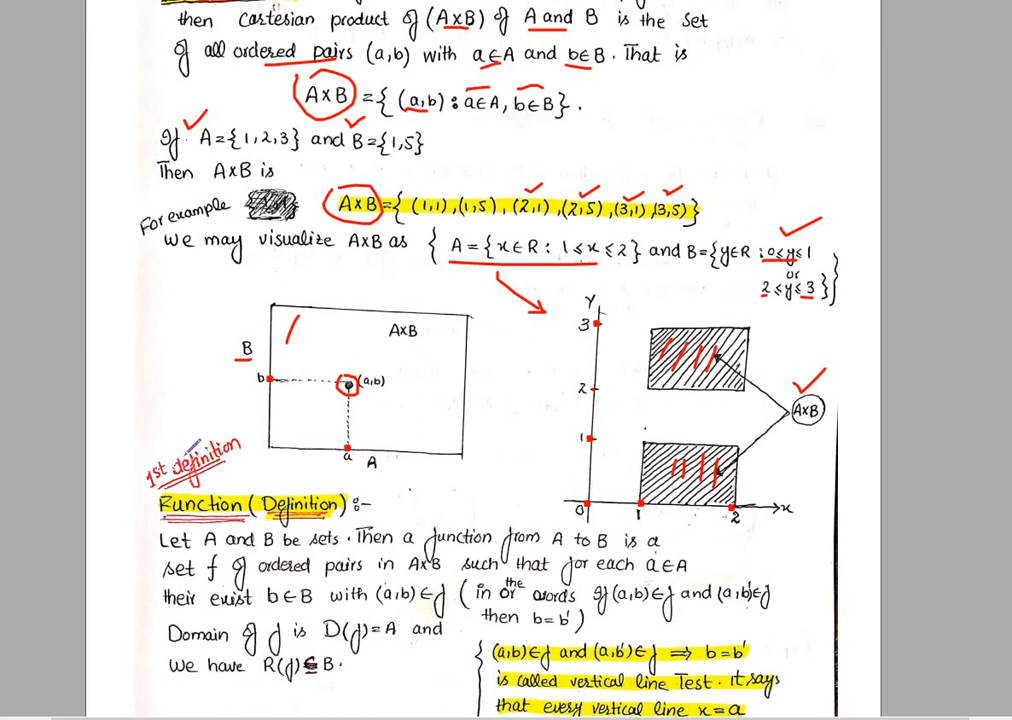 then Cartesian product of (A×B) of A and B is the set
of all ordered pairs (a,b) with a∈A and b∈B. That is
A×B = { (a,b) : a∈A, b∈B }.
If A={1,2,3} and B={1,5}
Then A×B is
For example
A×B = { (1,1), (1,5), (2,1), (2,5), (3,1), (3,5) }
we may visualize A×B as { A = {x∈R : 1≤x≤2} and B={y∈R : 0≤y≤1
or
2≤y≤3}}
A×B
B
b
(a,b)
a
A
Y
3
2
1
0
1
2
x
A×B
1st definition
Function (Definition) :-
Let A and B be sets. Then a function from A to B is a
set f of ordered pairs in A×B such that for each a∈A
their exist b∈B with (a,b)∈f ( in or the words if (a,b)∈f and (a,b')∈f
then b=b' )
Domain of f is D(f)=A and
we have R(f)⊆B.
{ (a,b)∈f and (a,b')∈f ⇒ b=b'
is called vertical line Test. it says
that every vertical line x=a